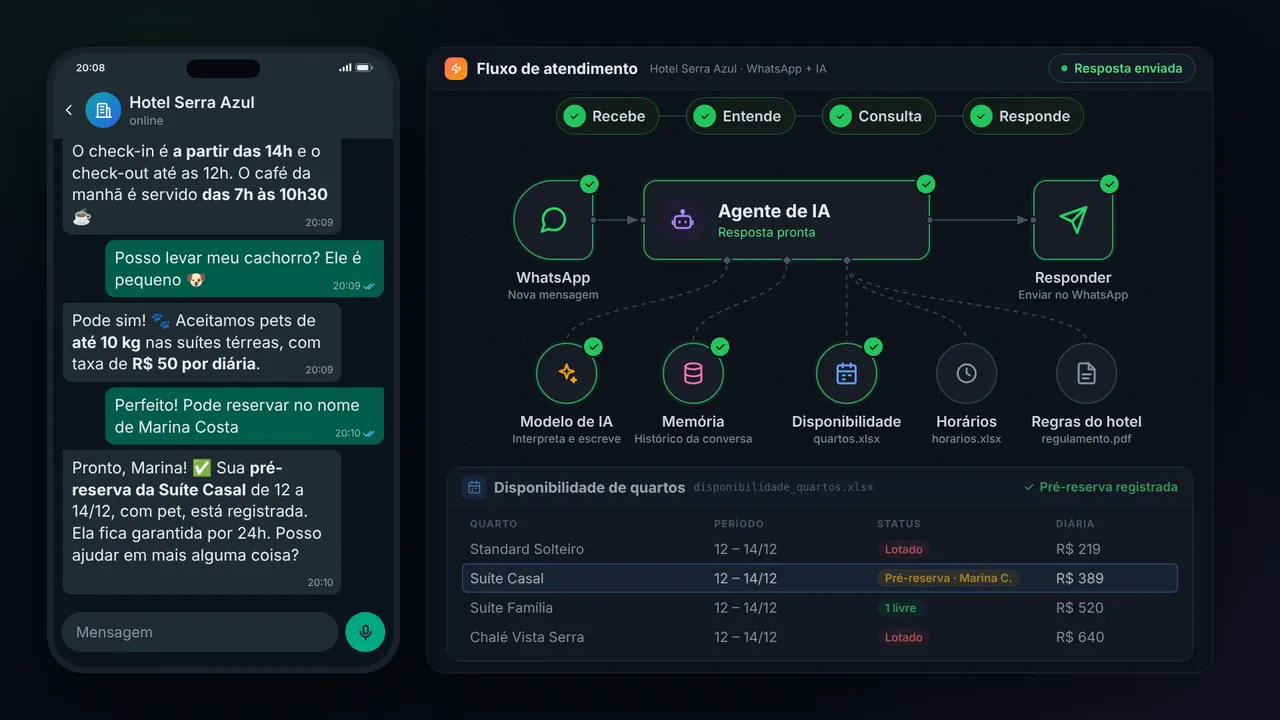 20:08
Hotel Serra Azul
online
O check-in é a partir das 14h e o
check-out até as 12h. O café da
manhã é servido das 7h às 10h30
☕
20:09
Posso levar meu cachorro? Ele é
pequeno 🐶
20:09
Pode sim! 🐾 Aceitamos pets de
até 10 kg nas suítes térreas, com
taxa de R$ 50 por diária.
20:09
Perfeito! Pode reservar no nome
de Marina Costa
20:10
Pronto, Marina! ✅ Sua pré-
reserva da Suíte Casal de 12 a
14/12, com pet, está registrada.
Ela fica garantida por 24h. Posso
ajudar em mais alguma coisa?
20:10
Mensagem
Fluxo de atendimento
Hotel Serra Azul · WhatsApp + IA
Resposta enviada
Recebe
Entende
Consulta
Responde
WhatsApp
Nova mensagem
Agente de IA
Resposta pronta
Responder
Enviar no WhatsApp
Modelo de IA
Interpreta e escreve
Memória
Histórico da conversa
Disponibilidade
quartos.xlsx
Horários
horarios.xlsx
Regras do hotel
regulamento.pdf
Disponibilidade de quartos disponibilidade_quartos.xlsx
Pré-reserva registrada
QUARTO PERÍODO STATUS DIÁRIA
Standard Solteiro 12 – 14/12 Lotado R$ 219
Suíte Casal 12 – 14/12 Pré-reserva · Marina C. R$ 389
Suíte Família 12 – 14/12 1 livre R$ 520
Chalé Vista Serra 12 – 14/12 Lotado R$ 640